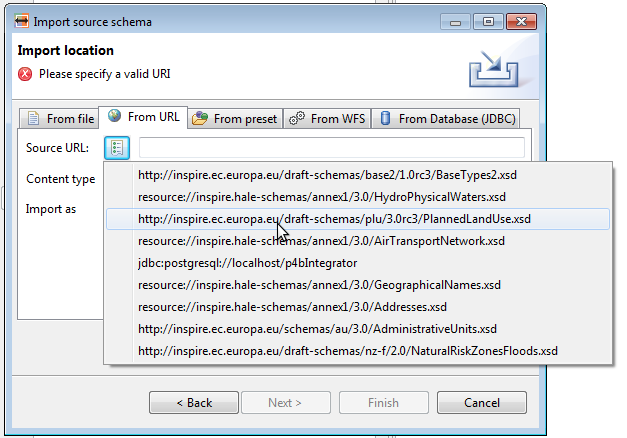 Import source schema
Import location
Please specify a valid URI
From file
From URL
From preset
From WFS
From Database (JDBC)
Source URL:
Content type
Import as
http://inspire.ec.europa.eu/draft-schemas/base2/1.0rc3/BaseTypes2.xsd
resource://inspire.hale-schemas/annex1/3.0/HydroPhysicalWaters.xsd
http://inspire.ec.europa.eu/draft-schemas/plu/3.0rc3/PlannedLandUse.xsd
resource://inspire.hale-schemas/annex1/3.0/AirTransportNetwork.xsd
jdbc:postgresql://localhost/p4bIntegrator
resource://inspire.hale-schemas/annex1/3.0/GeographicalNames.xsd
resource://inspire.hale-schemas/annex1/3.0/Addresses.xsd
http://inspire.ec.europa.eu/schemas/au/3.0/AdministrativeUnits.xsd
http://inspire.ec.europa.eu/draft-schemas/nz-f/2.0/NaturalRiskZonesFloods.xsd
< Back
Next >
Finish
Cancel